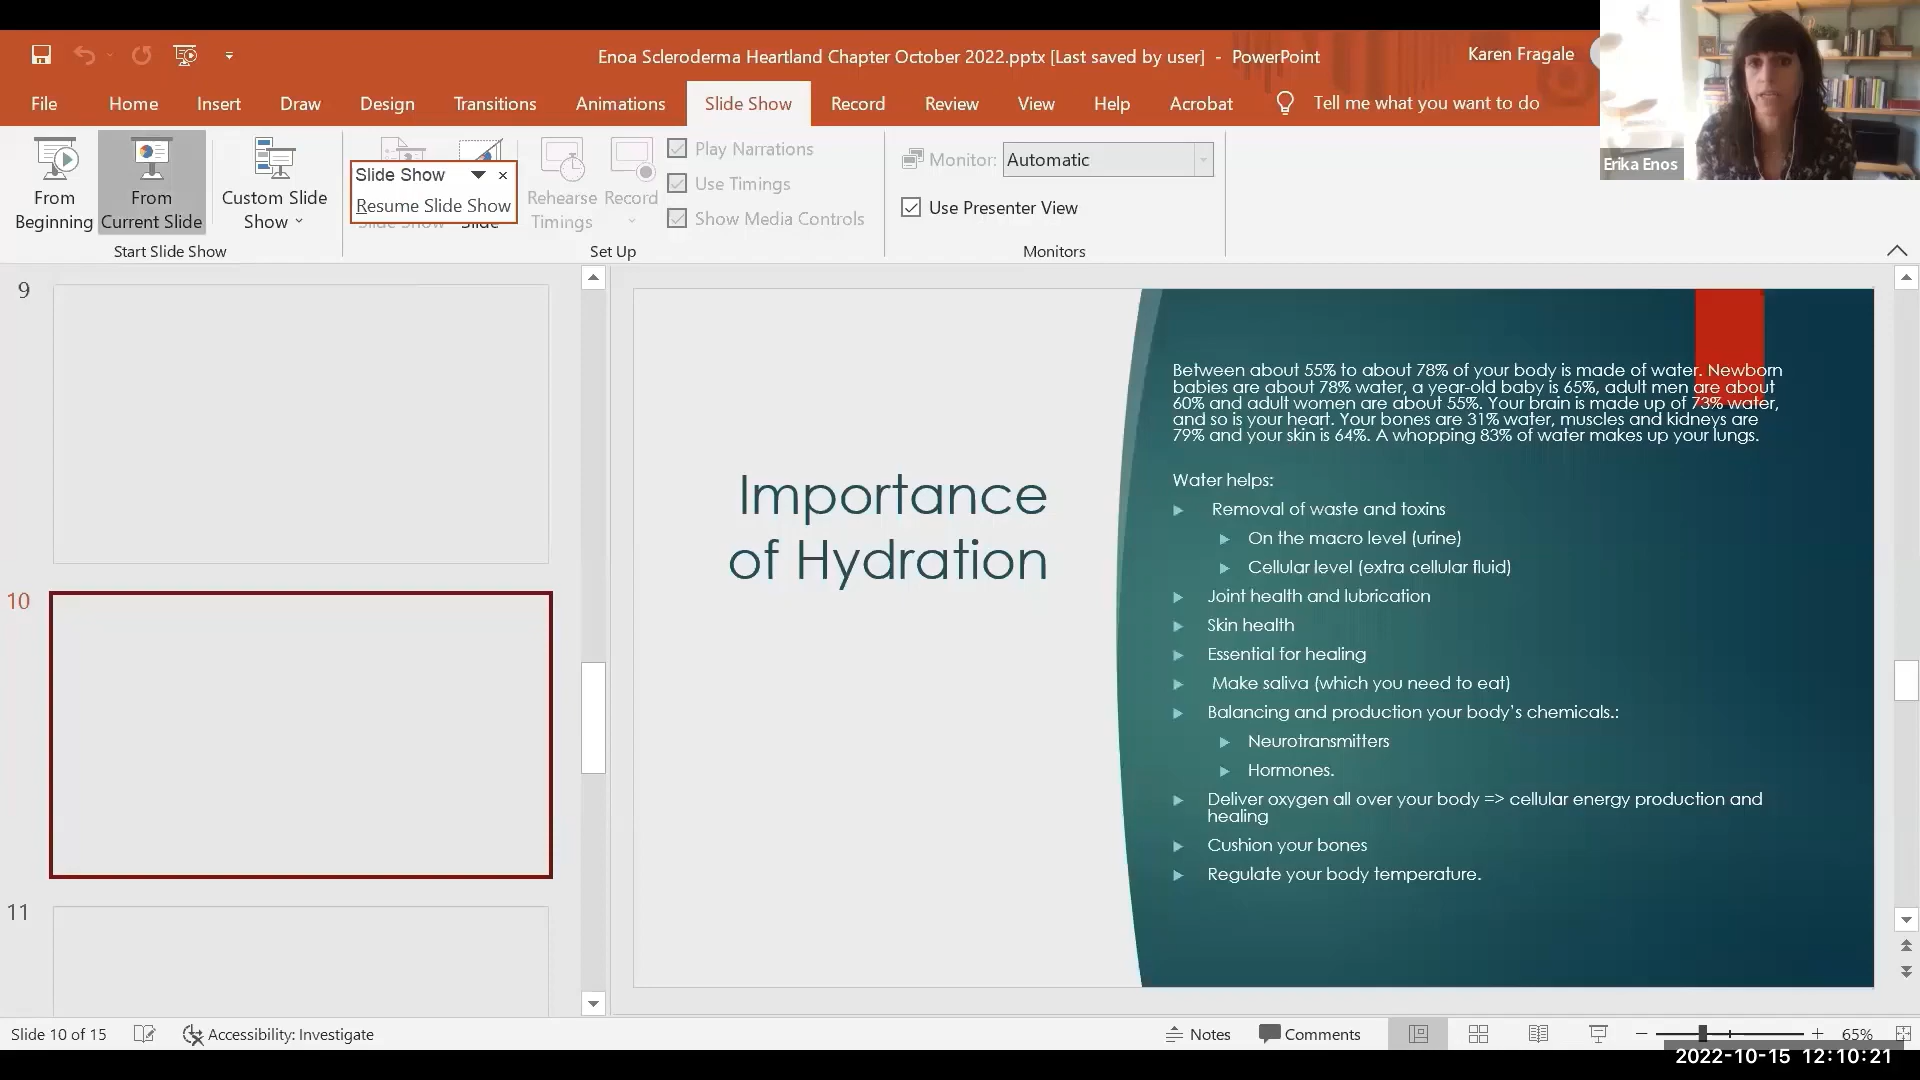 Enoa Scleroderma Heartland Chapter October 2022.pptx [Last saved by user] - PowerPoint
Karen Fragale
File Home Insert Draw Design Transitions Animations Slide Show Record Review View Help Acrobat Tell me what you want to do
From Beginning
From Current Slide
Custom Slide Show
Start Slide Show
Slide Show
Resume Slide Show
Slide Show
Slide
Rehearse Timings
Record
Play Narrations
Use Timings
Show Media Controls
Set Up
Monitor: Automatic
Use Presenter View
Monitors
Erika Enos
9
10
11
Importance
of Hydration
Between about 55% to about 78% of your body is made of water. Newborn
babies are about 78% water, a year-old baby is 65%, adult men are about
60% and adult women are about 55%. Your brain is made up of 73% water,
and so is your heart. Your bones are 31% water, muscles and kidneys are
79% and your skin is 64%. A whopping 83% of water makes up your lungs.
Water helps:
Removal of waste and toxins
On the macro level (urine)
Cellular level (extra cellular fluid)
Joint health and lubrication
Skin health
Essential for healing
Make saliva (which you need to eat)
Balancing and production your body's chemicals.:
Neurotransmitters
Hormones.
Deliver oxygen all over your body => cellular energy production and
healing
Cushion your bones
Regulate your body temperature.
Slide 10 of 15
Accessibility: Investigate
Notes
Comments
65%
2022-10-15 12:10:21